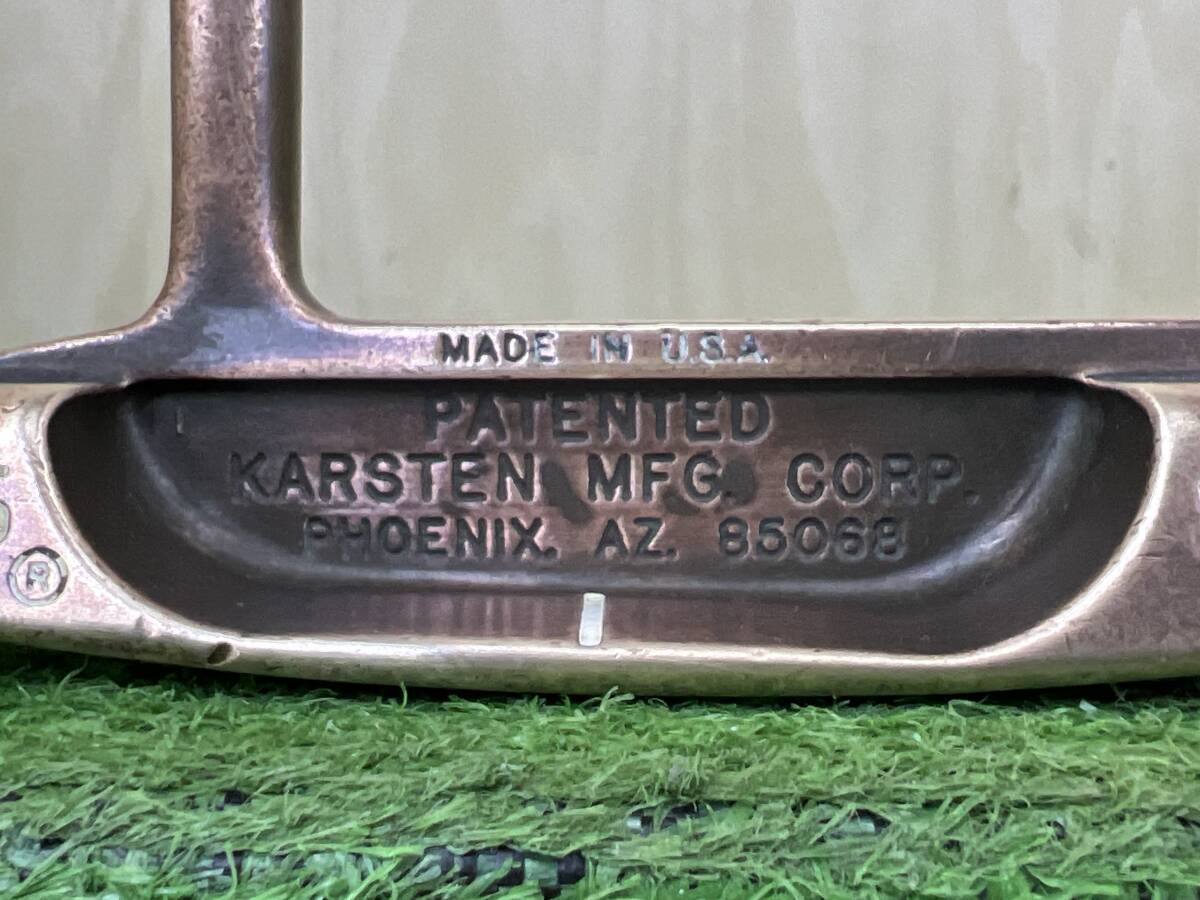 MADE IN U.S.A.
PATENTED
KARSTEN MFG. CORP.
PHOENIX. AZ. 85068
®